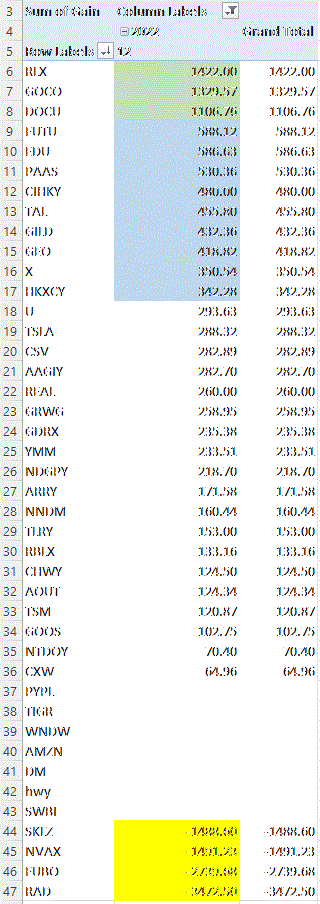 3 Sum of Gain Column Labels
4 2022 Grand Total
5 Row Labels 12
6 RLX 1422.00 1422.00
7 GOCO 1329.57 1329.57
8 DOCU 1106.76 1106.76
9 FUTU 588.12 588.12
10 EDU 586.63 586.63
11 PAAS 530.36 530.36
12 CIHKY 480.00 480.00
13 TAL 455.80 455.80
14 GILD 432.36 432.36
15 GEO 418.82 418.82
16 X 350.54 350.54
17 HKXCY 342.28 342.28
18 U 293.63 293.63
19 TSLA 288.32 288.32
20 CSV 282.89 282.89
21 AAGIY 282.70 282.70
22 REAL 260.00 260.00
23 GRWG 258.95 258.95
24 GDRX 235.38 235.38
25 YMM 233.51 233.51
26 NDGPY 218.70 218.70
27 ARRY 171.58 171.58
28 NNDM 160.44 160.44
29 TLRY 153.00 153.00
30 RBLX 133.16 133.16
31 CHWY 124.50 124.50
32 AOUT 124.34 124.34
33 TSM 120.87 120.87
34 GOOS 102.75 102.75
35 NTDOY 70.40 70.40
36 CXW 64.96 64.96
37 PYPL
38 TIGR
39 WNDW
40 AMZN
41 DM
42 hwy
43 SWBI
44 SKLZ -1488.60 -1488.60
45 NVAX -1491.23 -1491.23
46 FUBO -2739.68 -2739.68
47 RAD -3472.50 -3472.50